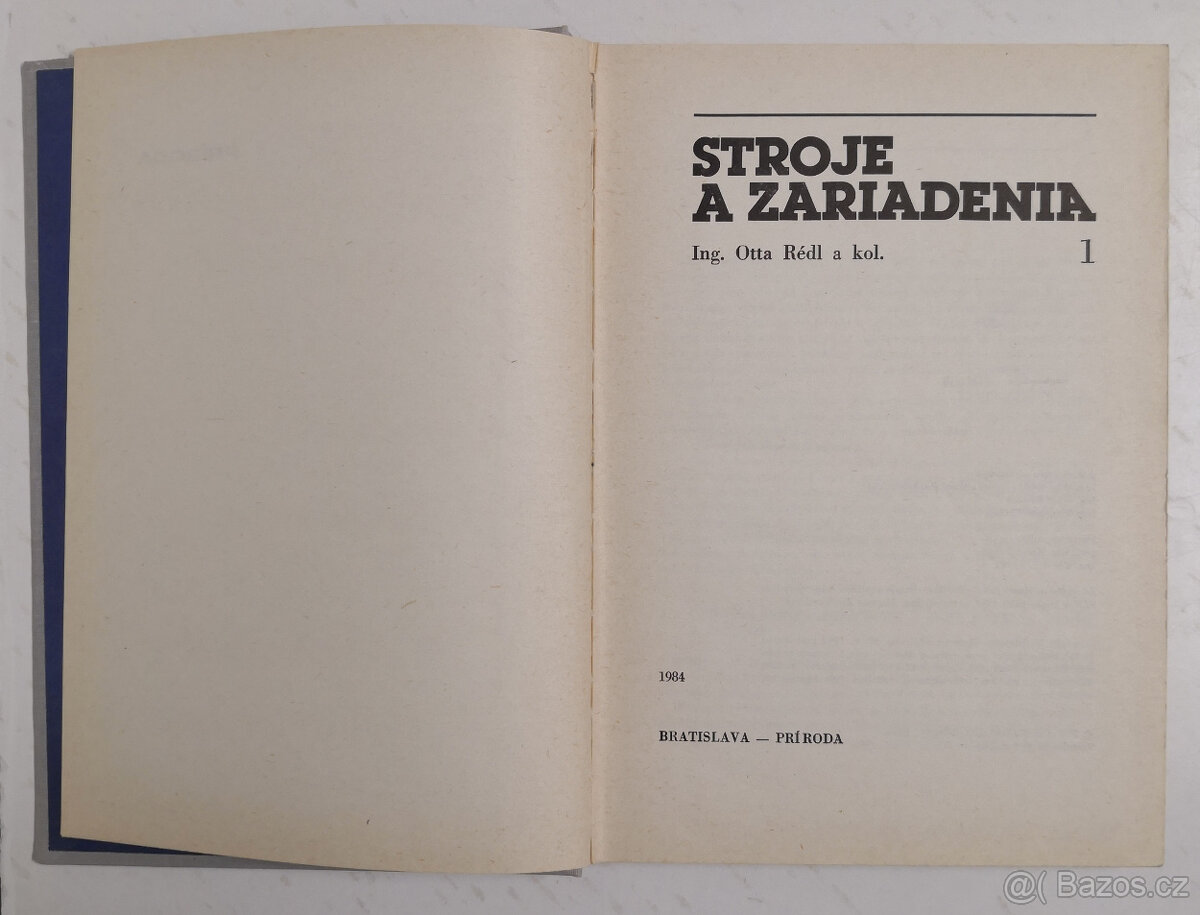 STROJE
A ZARIADENIA
Ing. Otta Rédl a kol. 1
1984
BRATISLAVA — PRÍRODA
@( Bazos.cz